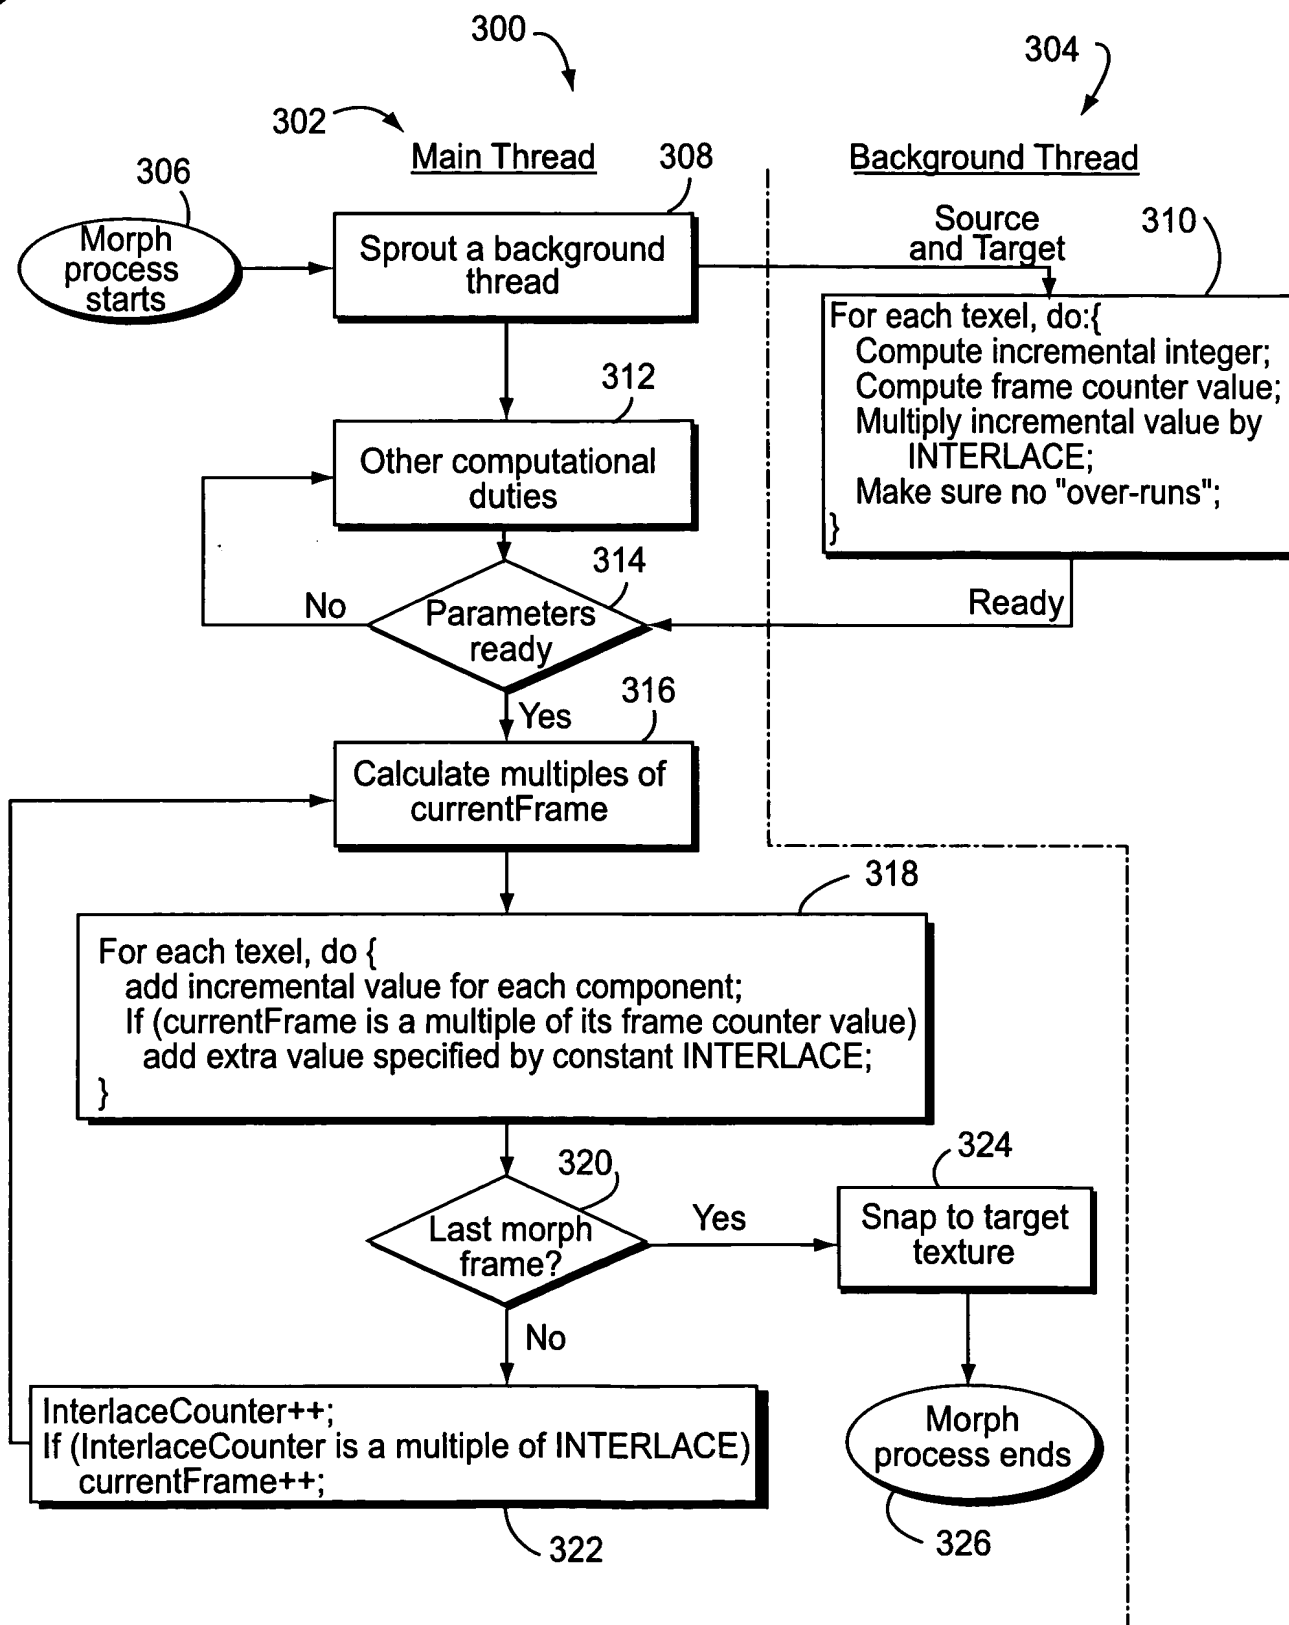 300
304
302
Main Thread
308
Background Thread
306
Morph
process
starts
Sprout a background
thread
Source
and Target
310
For each texel, do:{
Compute incremental integer;
Compute frame counter value;
Multiply incremental value by
INTERLACE;
Make sure no "over-runs";
}
312
Other computational
duties
314
No
Parameters
ready
Ready
316
Yes
Calculate multiples of
currentFrame
318
For each texel, do {
add incremental value for each component;
If (currentFrame is a multiple of its frame counter value)
add extra value specified by constant INTERLACE;
}
320
324
Last morph
frame?
Yes
Snap to target
texture
No
InterlaceCounter++;
If (InterlaceCounter is a multiple of INTERLACE)
currentFrame++;
Morph
process ends
322
326